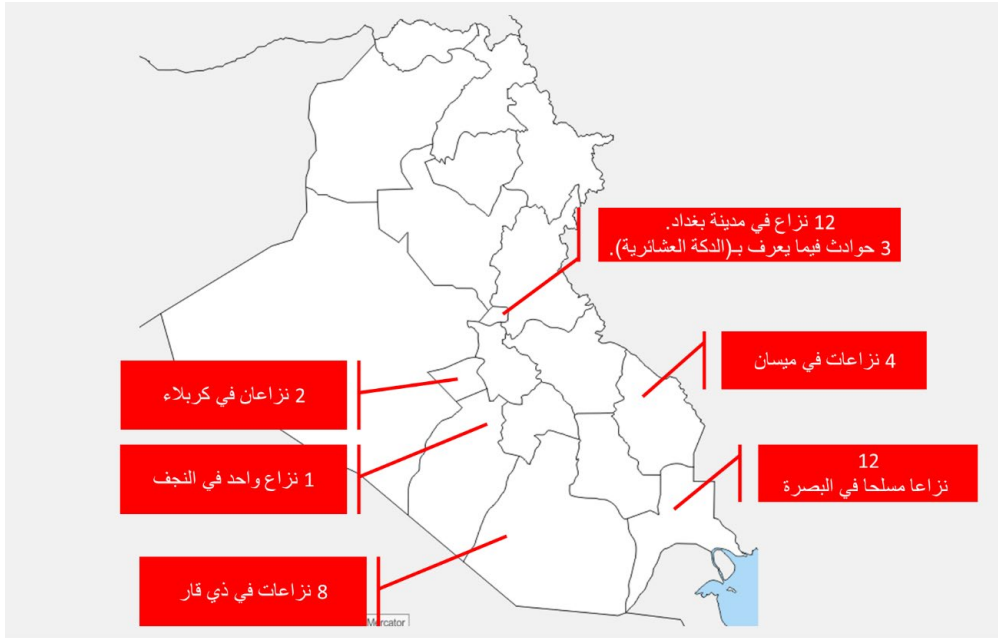 12 نزاع في مدينة بغداد.
3 حوادث فيما يعرف بـ(الدكة العشائرية).
4 نزاعات في ميسان
2 نزاعان في كربلاء
12
نزاعا مسلحا في البصرة
1 نزاع واحد في النجف
8 نزاعات في ذي قار
Mercator